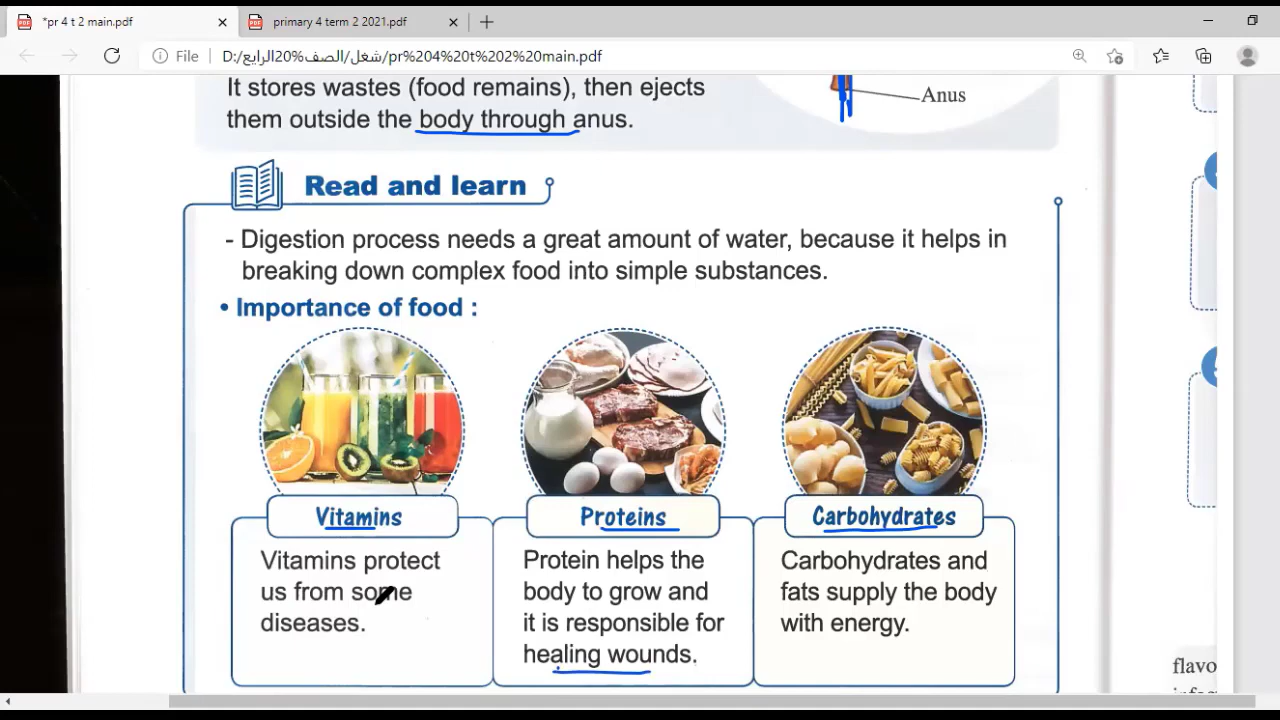 *pr 4 t 2 main.pdf
primary 4 term 2 2021.pdf
File
D:/شغل/الصف%20الرابع/pr%204%20t%202%20main.pdf
It stores wastes (food remains), then ejects
them outside the body through anus.
Anus
Read and learn
- Digestion process needs a great amount of water, because it helps in
breaking down complex food into simple substances.
• Importance of food :
Vitamins
Vitamins protect
us from some
diseases.
Proteins
Protein helps the
body to grow and
it is responsible for
healing wounds.
Carbohydrates
Carbohydrates and
fats supply the body
with energy.
flavo